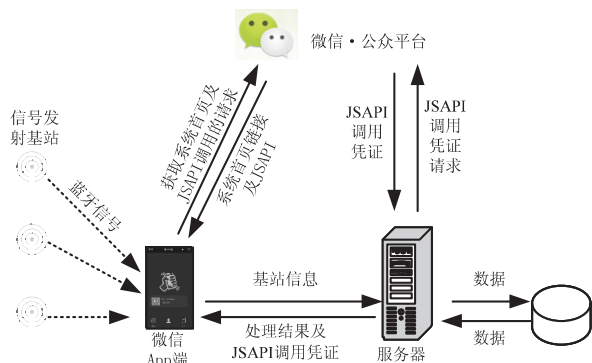 微信·公众平台
获取系统首页及
JSAPI调用的请求
系统首页链接
及JSAPI
JSAPI
调用
凭证
JSAPI
调用
凭证
请求
信号发
射基站
蓝牙信号
基站信息
处理结果及
JSAPI调用凭证
数据
数据
微信
App端
服务器